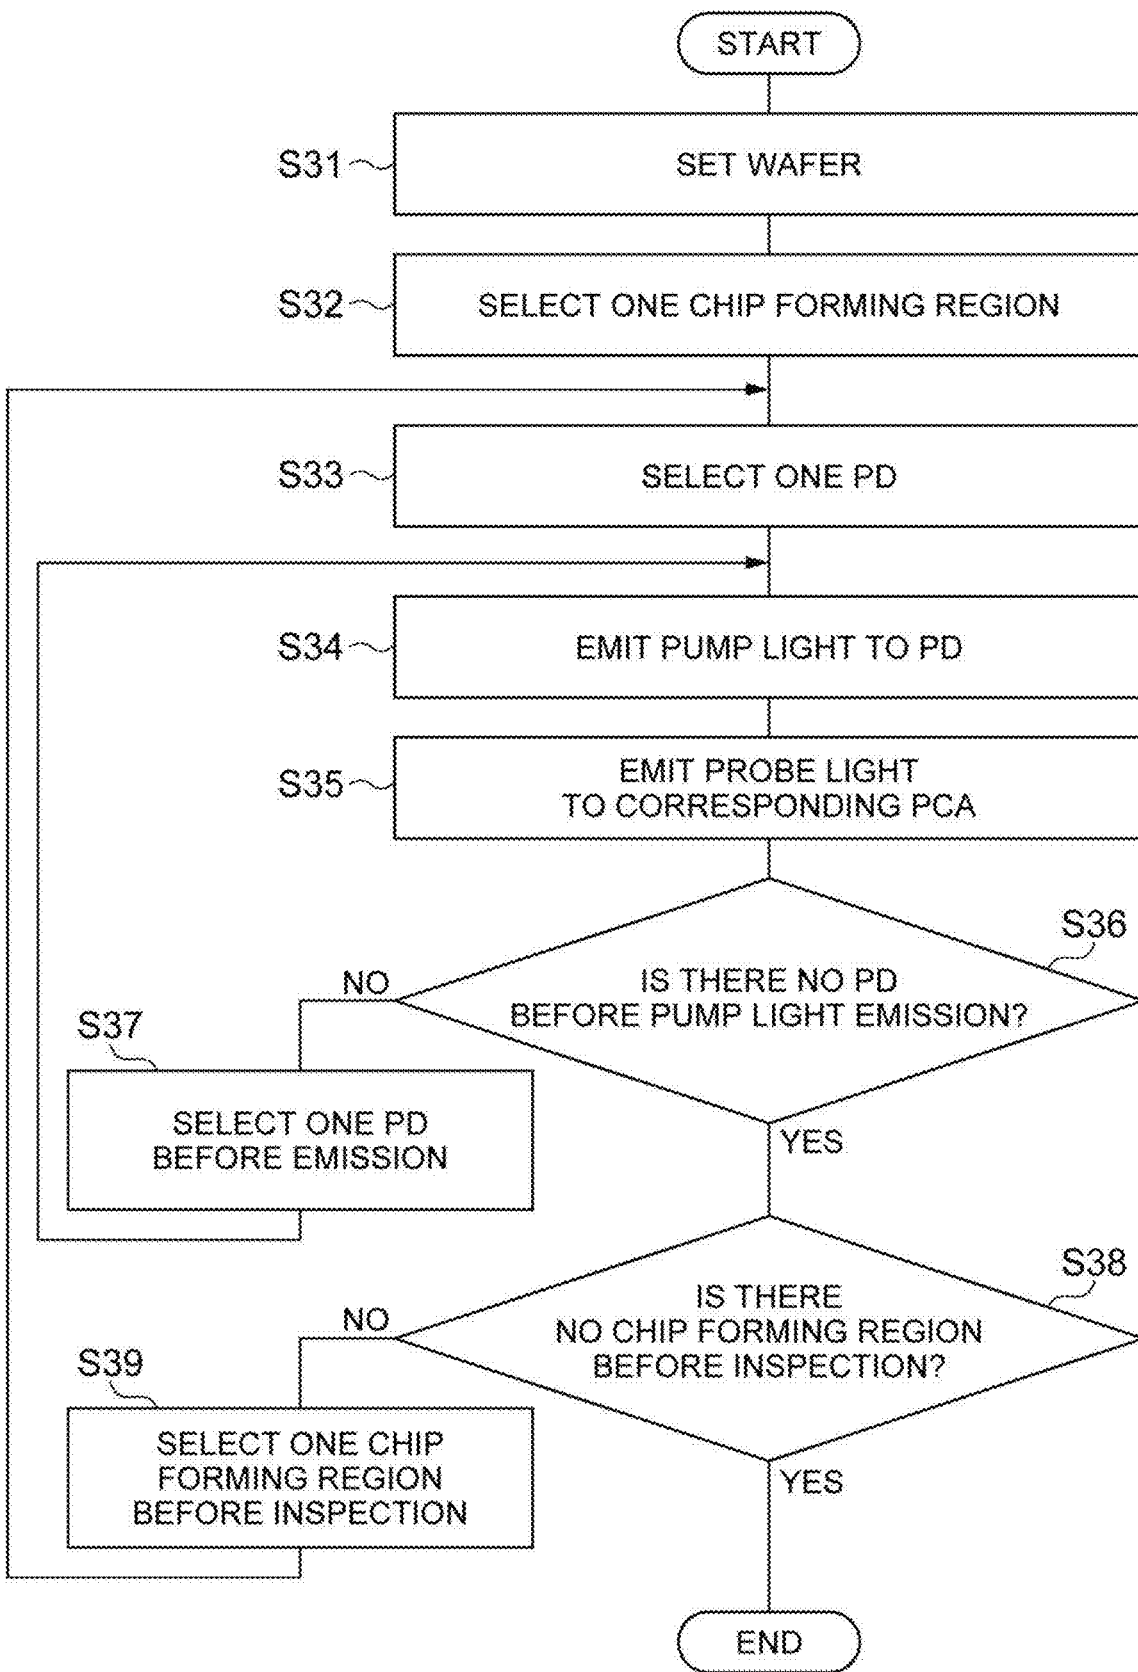 START
S31
SET WAFER
S32
SELECT ONE CHIP FORMING REGION
S33
SELECT ONE PD
S34
EMIT PUMP LIGHT TO PD
S35
EMIT PROBE LIGHT
TO CORRESPONDING PCA
S36
IS THERE NO PD
BEFORE PUMP LIGHT EMISSION?
NO
YES
S37
SELECT ONE PD
BEFORE EMISSION
S38
IS THERE
NO CHIP FORMING REGION
BEFORE INSPECTION?
NO
YES
S39
SELECT ONE CHIP
FORMING REGION
BEFORE INSPECTION
END